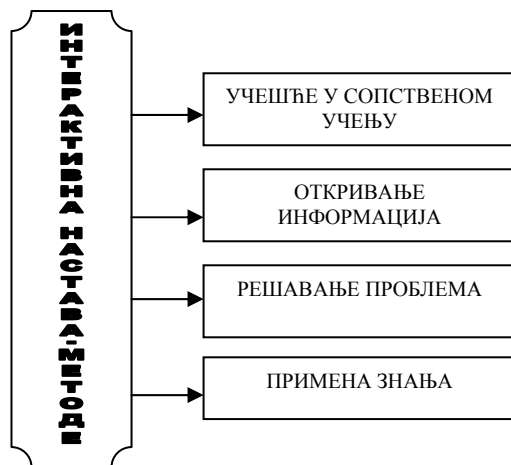 ИНТЕРАКТИВНА НАСТАВА-МЕТОДЕ
УЧЕШЋЕ У СОПСТВЕНОМ
УЧЕЊУ
ОТКРИВАЊЕ
ИНФОРМАЦИЈА
РЕШАВАЊЕ ПРОБЛЕМА
ПРИМЕНА ЗНАЊА